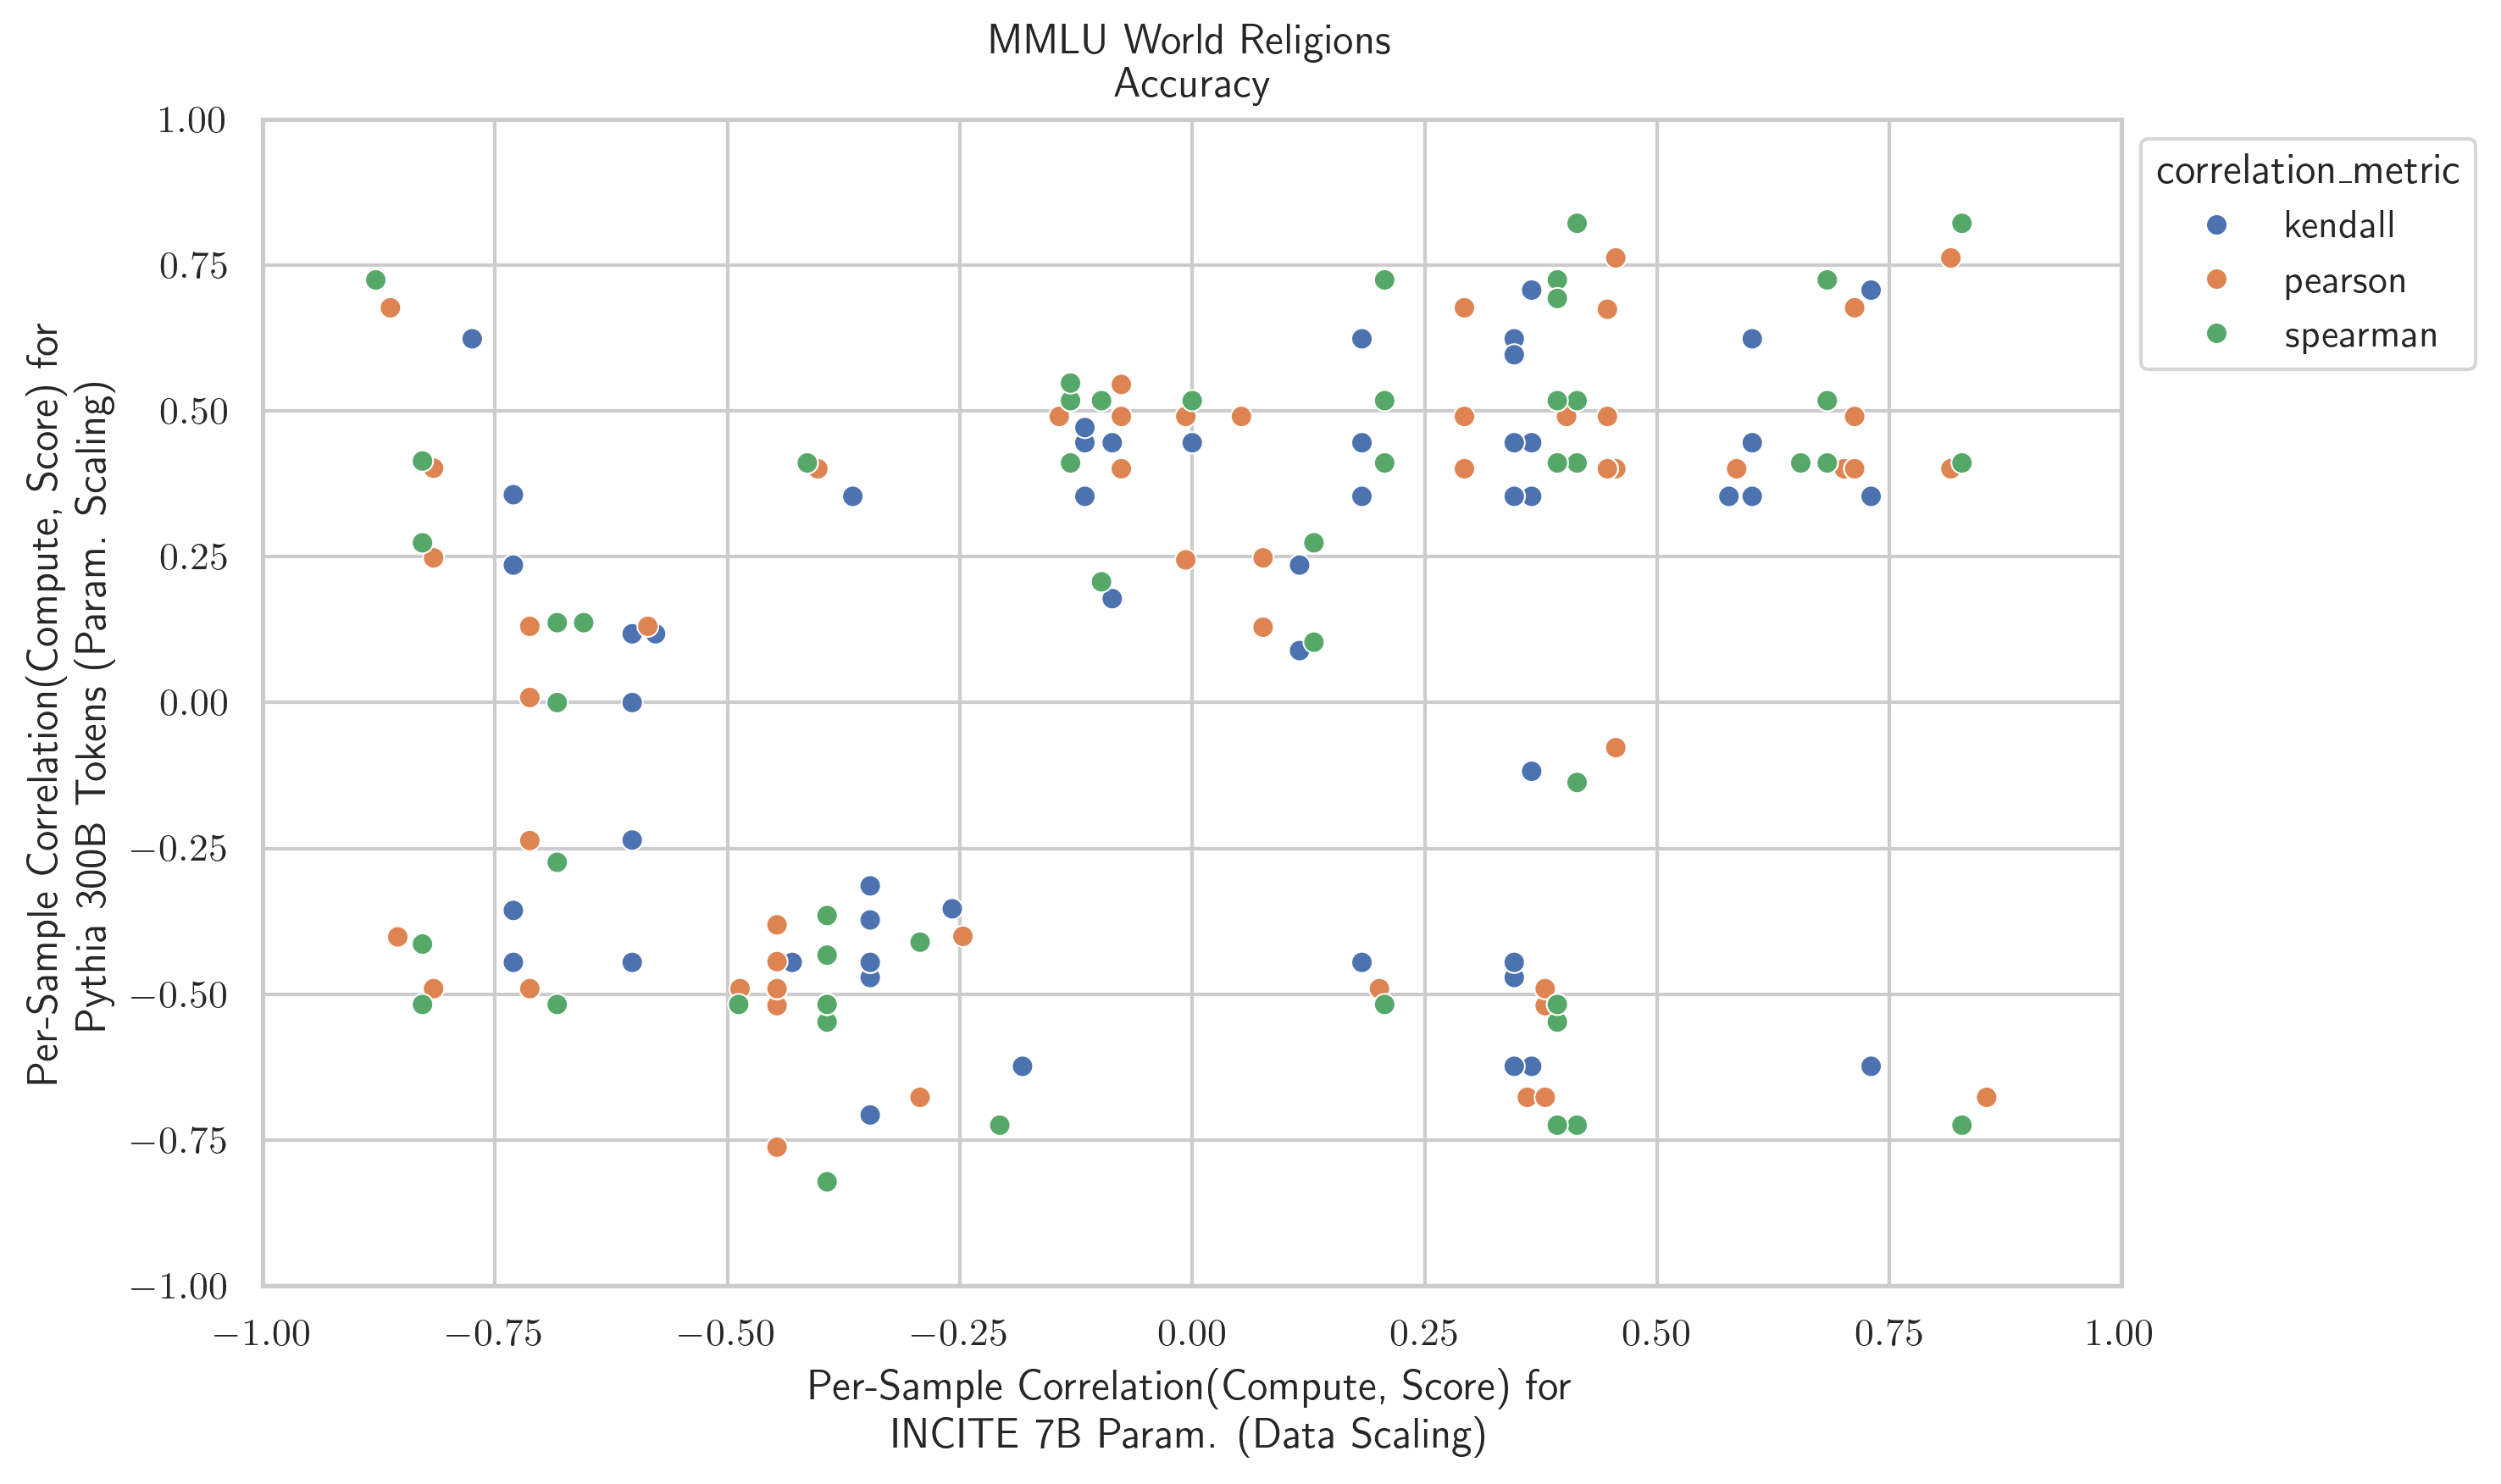 MMLU World Religions
Accuracy
1.00
0.75
0.50
0.25
0.00
−0.25
−0.50
−0.75
−1.00
Per-Sample Correlation(Compute, Score) for
Pythia 300B Tokens (Param. Scaling)
−1.00 −0.75 −0.50 −0.25 0.00 0.25 0.50 0.75 1.00
Per-Sample Correlation(Compute, Score) for
INCITE 7B Param. (Data Scaling)
correlation_metric
kendall
pearson
spearman